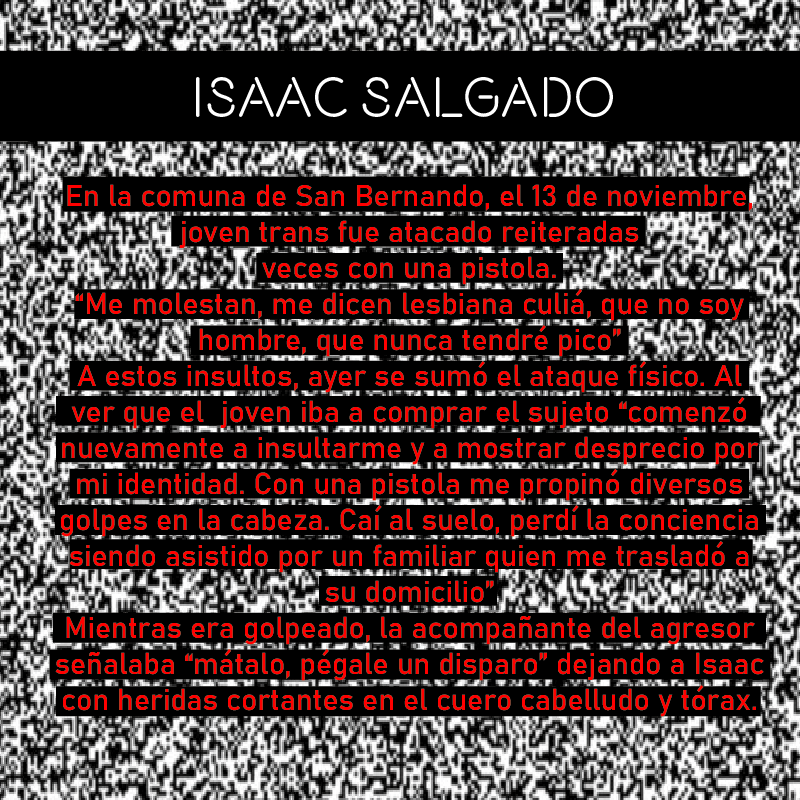 ISAAC SALGADO
En la comuna de San Bernando, el 13 de noviembre,
joven trans fue atacado reiteradas
veces con una pistola.
“Me molestan, me dicen lesbiana culiá, que no soy
hombre, que nunca tendré pico”
A estos insultos, ayer se sumó el ataque físico. Al
ver que el joven iba a comprar el sujeto “comenzó
nuevamente a insultarme y a mostrar desprecio por
mi identidad. Con una pistola me propinó diversos
golpes en la cabeza. Caí al suelo, perdí la conciencia
siendo asistido por un familiar quien me trasladó a
su domicilio”
Mientras era golpeado, la acompañante del agresor
señalaba “mátalo, pégale un disparo” dejando a Isaac
con heridas cortantes en el cuero cabelludo y tórax.